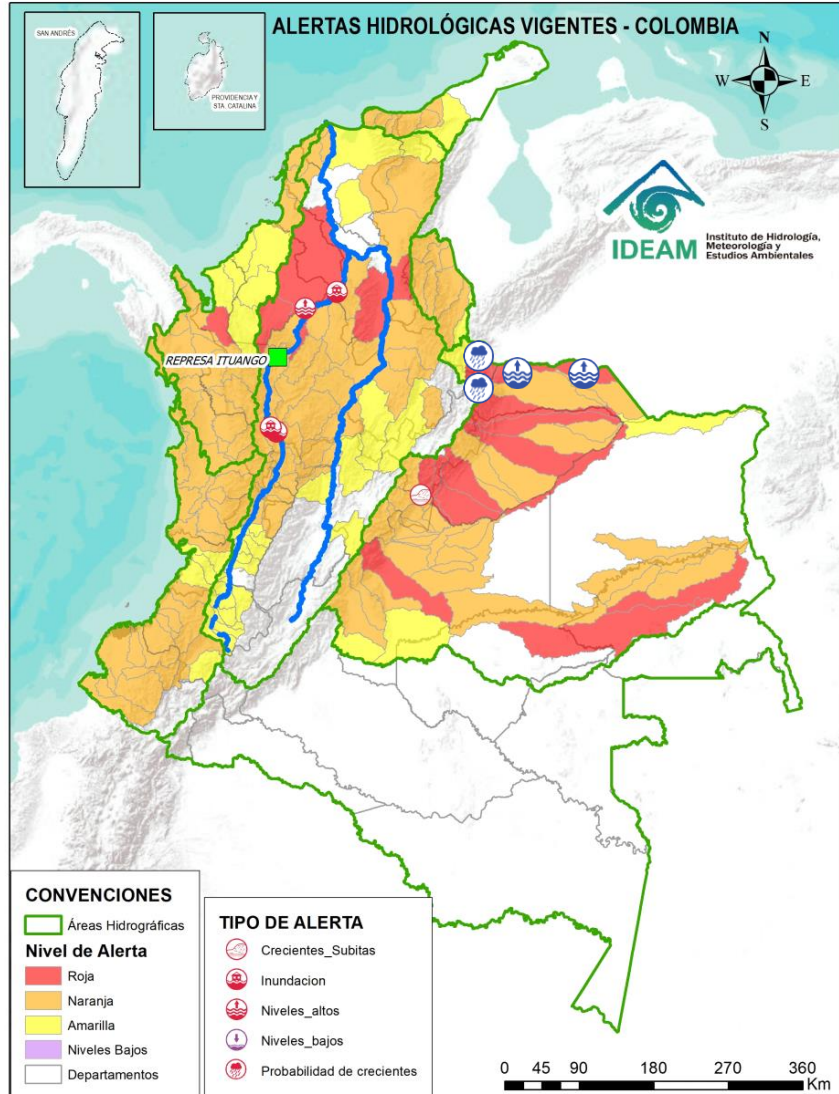 ALERTAS HIDROLÓGICAS VIGENTES - COLOMBIA
SAN ANDRÉS
PROVIDENCIA Y
STA. CATALINA
N
W
E
S
IDEAM
Instituto de Hidrología,
Meteorología y
Estudios Ambientales
REPRESA ITUANGO
CONVENCIONES
Áreas Hidrográficas
Nivel de Alerta
Roja
Naranja
Amarilla
Niveles Bajos
Departamentos
TIPO DE ALERTA
Crecientes_Subitas
Inundacion
Niveles_altos
Niveles_bajos
Probabilidad de crecientes
0 45 90 180 270 360
Km